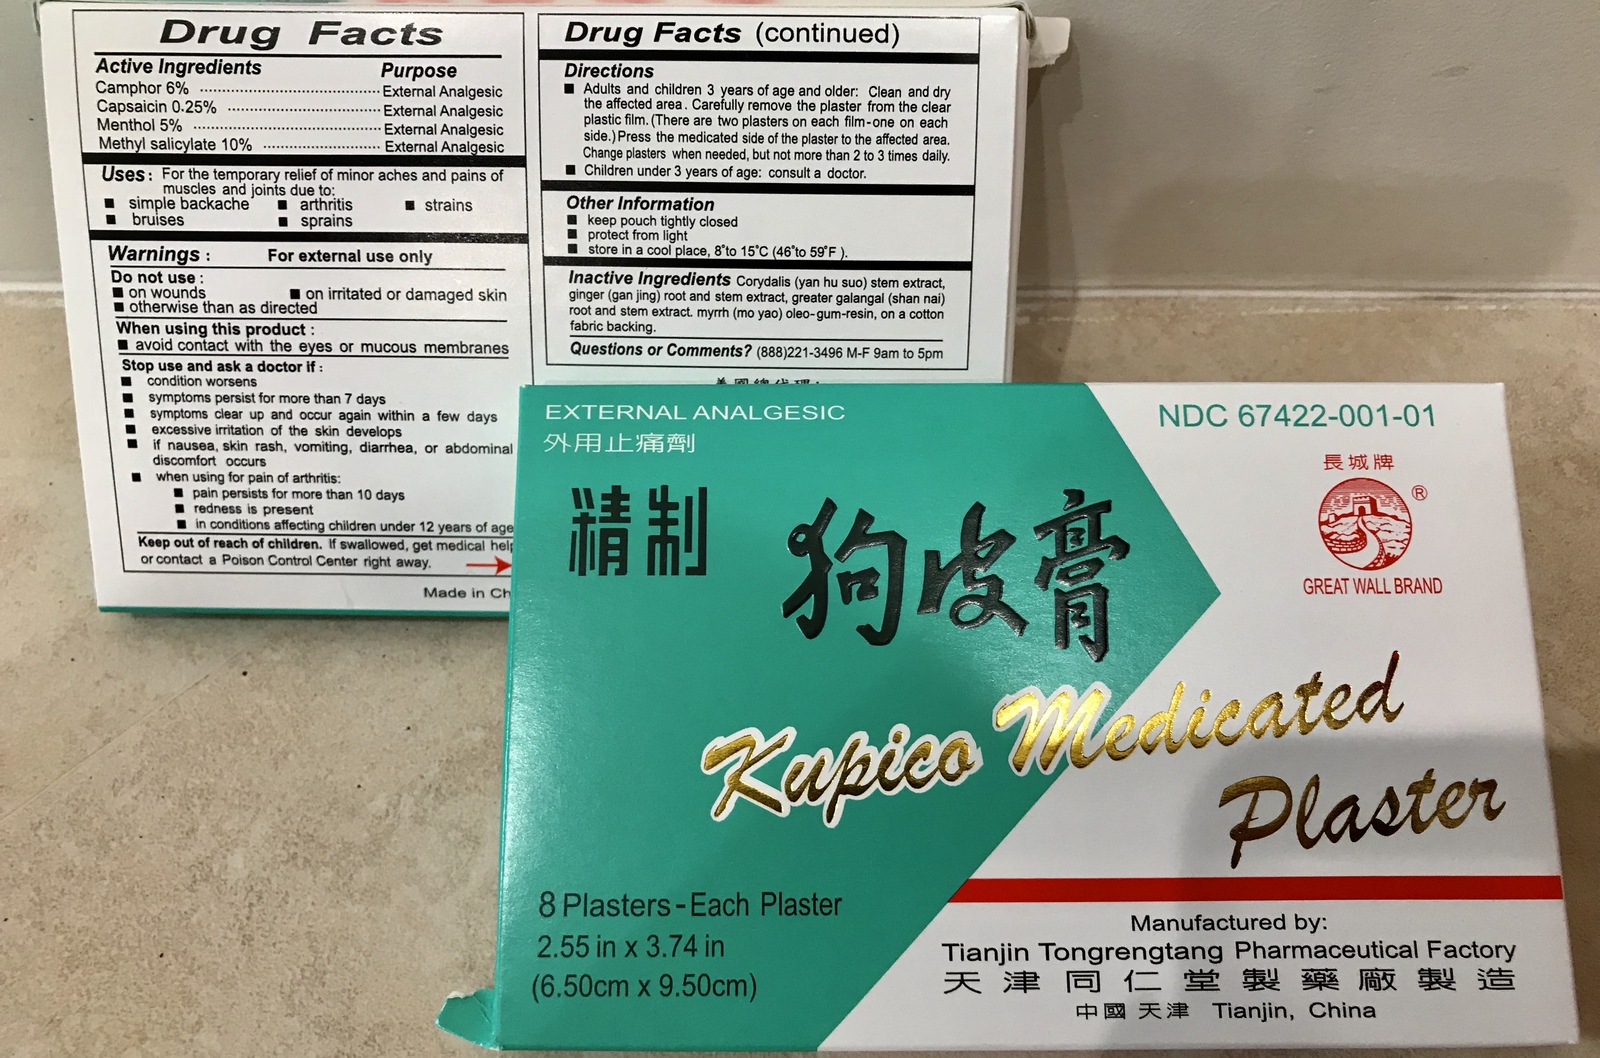 Drug Facts
Active Ingredients Purpose
Camphor 6% External Analgesic
Capsaicin 0.25% External Analgesic
Menthol 5% External Analgesic
Methyl salicylate 10% External Analgesic
Uses: For the temporary relief of minor aches and pains of
muscles and joints due to:
■ simple backache ■ arthritis ■ strains
■ bruises ■ sprains
Warnings: For external use only
Do not use:
■ on wounds ■ on irritated or damaged skin
■ otherwise than as directed
When using this product:
■ avoid contact with the eyes or mucous membranes
Stop use and ask a doctor if:
■ condition worsens
■ symptoms persist for more than 7 days
■ symptoms clear up and occur again within a few days
■ excessive irritation of the skin develops
■ if nausea, skin rash, vomiting, diarrhea, or abdominal
discomfort occurs
■ when using for pain of arthritis:
■ pain persists for more than 10 days
■ redness is present
■ in conditions affecting children under 12 years of age
Keep out of reach of children. If swallowed, get medical help
or contact a Poison Control Center right away.
Made in Ch
Drug Facts (continued)
Directions
■ Adults and children 3 years of age and older: Clean and dry
the affected area. Carefully remove the plaster from the clear
plastic film. (There are two plasters on each film-one on each
side.) Press the medicated side of the plaster to the affected area.
Change plasters when needed, but not more than 2 to 3 times daily.
■ Children under 3 years of age: consult a doctor.
Other Information
■ keep pouch tightly closed
■ protect from light
■ store in a cool place, 8°to 15°C (46°to 59°F ).
Inactive Ingredients Corydalis (yan hu suo) stem extract,
ginger (gan jing) root and stem extract, greater galangal (shan nai)
root and stem extract. myrrh (mo yao) oleo-gum-resin, on a cotton
fabric backing.
Questions or Comments? (888)221-3496 M-F 9am to 5pm
美國總代理:
EXTERNAL ANALGESIC
外用止痛劑
NDC 67422-001-01
長城牌
®
GREAT WALL BRAND
精制 狗皮膏
Kupico Medicated
Plaster
8 Plasters-Each Plaster
2.55 in x 3.74 in
(6.50cm x 9.50cm)
Manufactured by:
Tianjin Tongrengtang Pharmaceutical Factory
天津同仁堂製藥廠製造
中國 天津 Tianjin, China